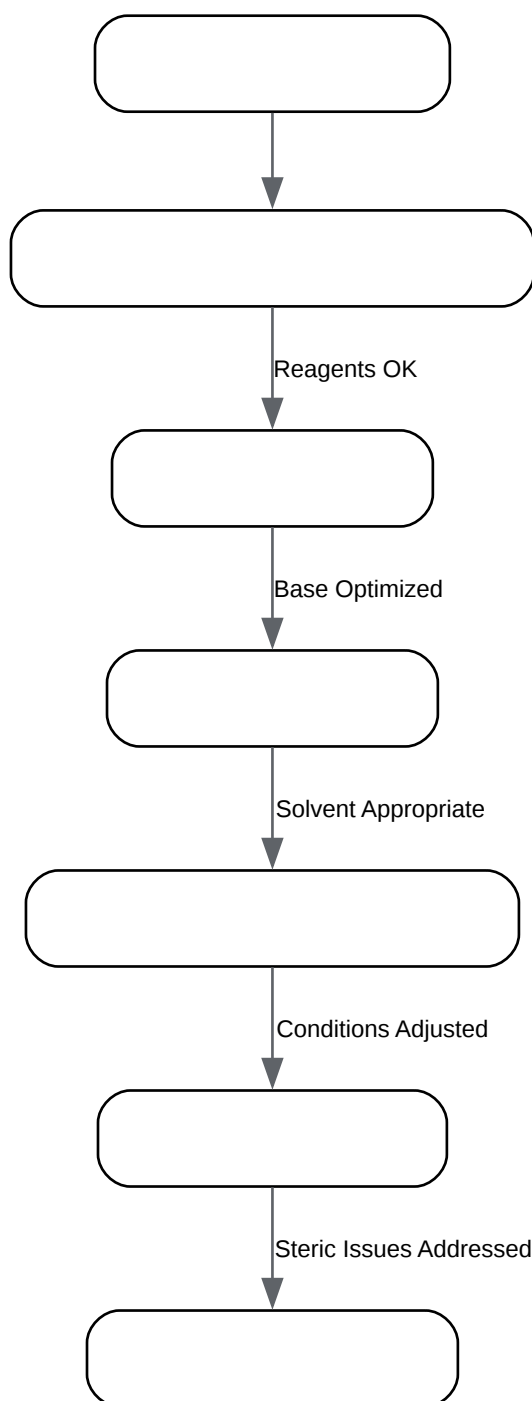 Reagents OK
Base Optimized
Solvent Appropriate
Conditions Adjusted
Steric Issues Addressed